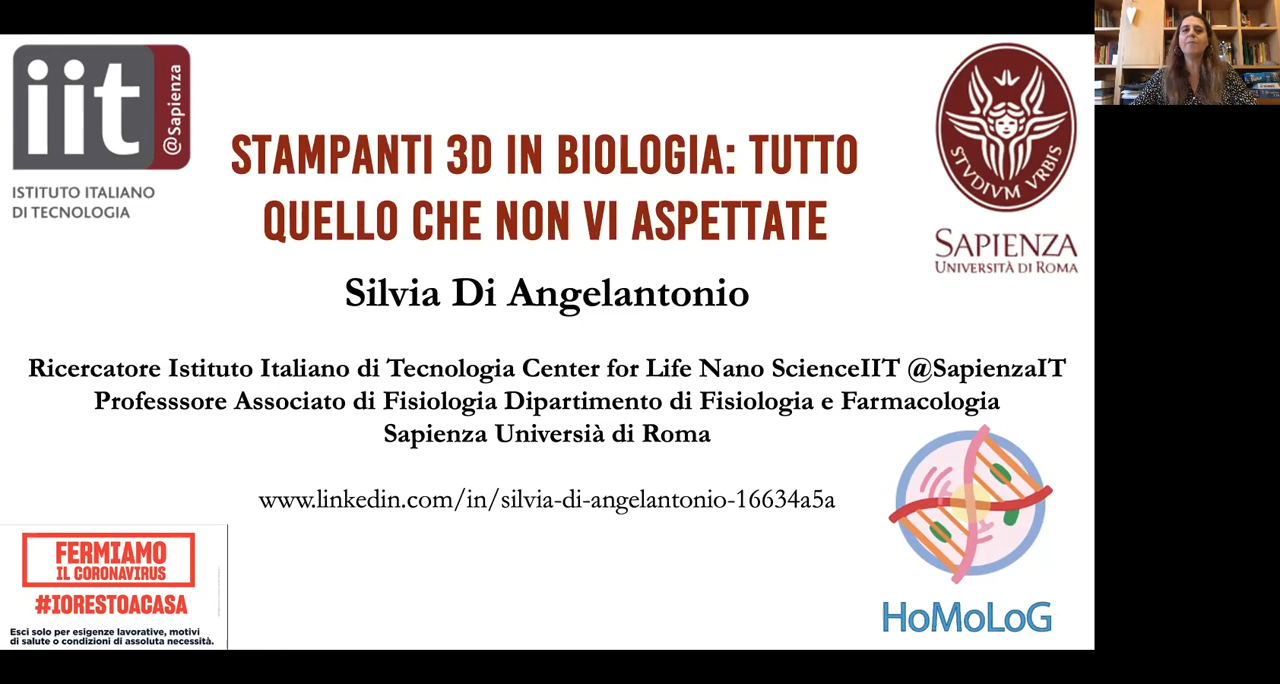 iit
@Sapienza
ISTITUTO ITALIANO
DI TECNOLOGIA
STAMPANTI 3D IN BIOLOGIA: TUTTO
QUELLO CHE NON VI ASPETTATE
STVDIVM VRBIS
SAPIENZA
UNIVERSITÀ DI ROMA
Silvia Di Angelantonio
Ricercatore Istituto Italiano di Tecnologia Center for Life Nano ScienceIIT @SapienzaIT
Professsore Associato di Fisiologia Dipartimento di Fisiologia e Farmacologia
Sapienza Universià di Roma
www.linkedin.com/in/silvia-di-angelantonio-16634a5a
FERMIAMO
IL CORONAVIRUS
#IORESTOACASA
Esci solo per esigenze lavorative, motivi
di salute o condizioni di assoluta necessità.
HoMoLoG